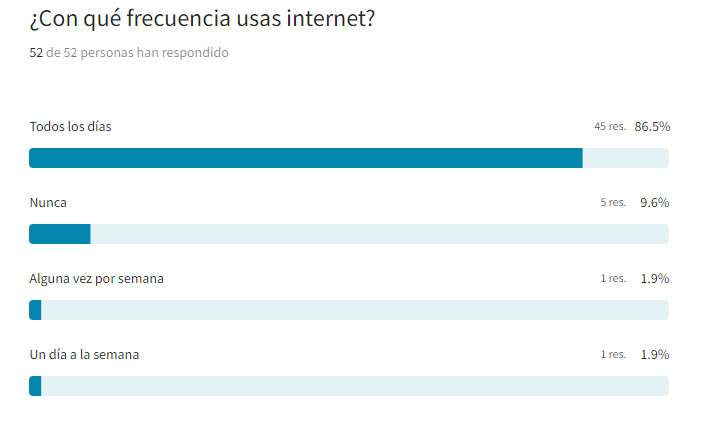 ¿Con qué frecuencia usas internet?
52 de 52 personas han respondido
Todos los días 45 res. 86.5%
Nunca 5 res. 9.6%
Alguna vez por semana 1 res. 1.9%
Un día a la semana 1 res. 1.9%